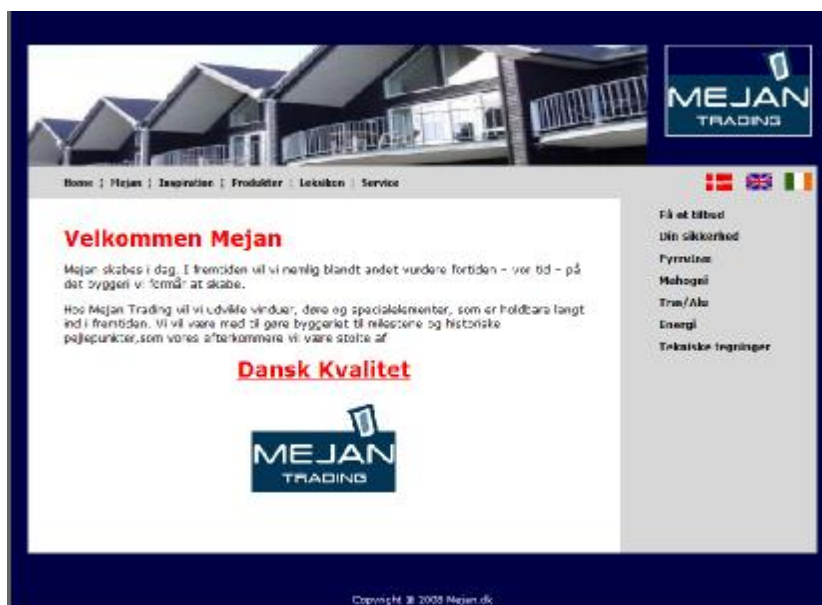 MEJAN
TRADING
Home ¦ Mejan ¦ Inspiration ¦ Produkter ¦ Leksikon ¦ Service
Få et tilbud
Din sikkerhed
Fyrretræ
Mahogni
Træ/Alu
Energi
Tekniske tegninger
Velkommen Mejan
Mejan skabes i dag. I fremtiden vil vi nemlig blandt andet vurdere fortiden - vor tid - på
det byggeri vi formår at skabe.
Hos Mejan Trading vil vi udvikle vinduer, døre og specialelementer, som er holdbare langt
ind i fremtiden. Vi vil være med til gøre byggeriet til milestene og historiske
pejlepunkter,som vores efterkommere vil være stolte af
Dansk Kvalitet
MEJAN
TRADING
Copyright @ 2008 Mejan.dk